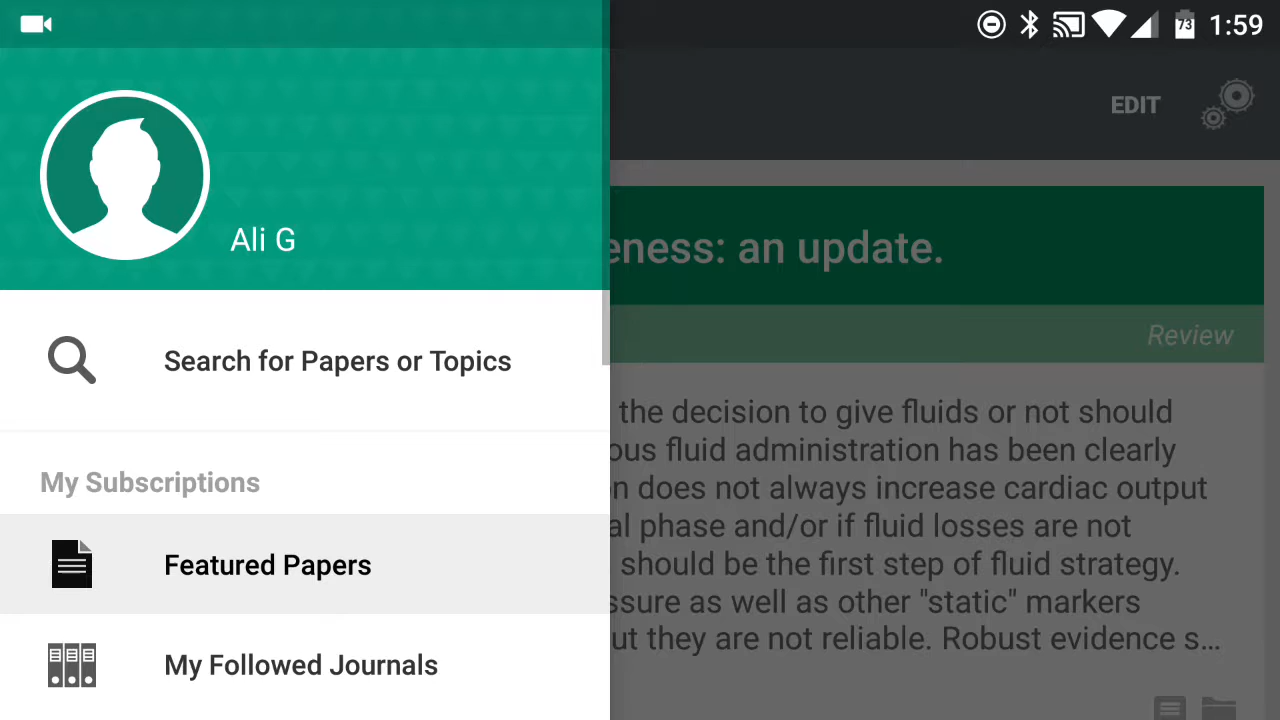 73 1:59
EDIT
Ali G
Search for Papers or Topics
My Subscriptions
Featured Papers
My Followed Journals
eness: an update.
Review
the decision to give fluids or not should
ous fluid administration has been clearly
n does not always increase cardiac output
al phase and/or if fluid losses are not
should be the first step of fluid strategy.
ssure as well as other "static" markers
ut they are not reliable. Robust evidence s...